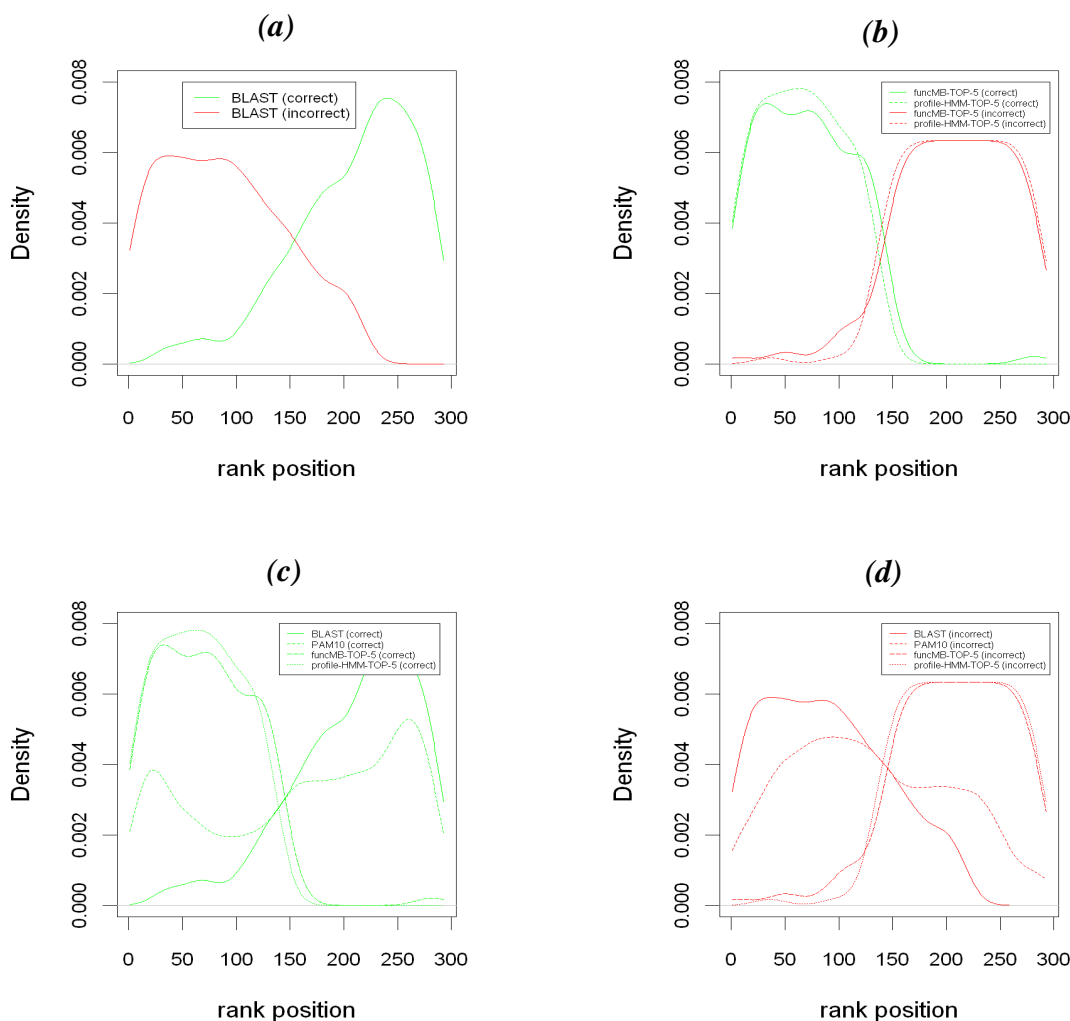 (a)
BLAST (correct)
BLAST (incorrect)
Density
0.000 0.002 0.004 0.006 0.008
0 50 100 150 200 250 300
rank position
(b)
funcMB-TOP-5 (correct)
profile-HMM-TOP-5 (correct)
funcMB-TOP-5 (incorrect)
profile-HMM-TOP-5 (incorrect)
Density
0.000 0.002 0.004 0.006 0.008
0 50 100 150 200 250 300
rank position
(c)
BLAST (correct)
PAM10 (correct)
funcMB-TOP-5 (correct)
profile-HMM-TOP-5 (correct)
Density
0.000 0.002 0.004 0.006 0.008
0 50 100 150 200 250 300
rank position
(d)
BLAST (incorrect)
PAM10 (incorrect)
funcMB-TOP-5 (incorrect)
profile-HMM-TOP-5 (incorrect)
Density
0.000 0.002 0.004 0.006 0.008
0 50 100 150 200 250 300
rank position